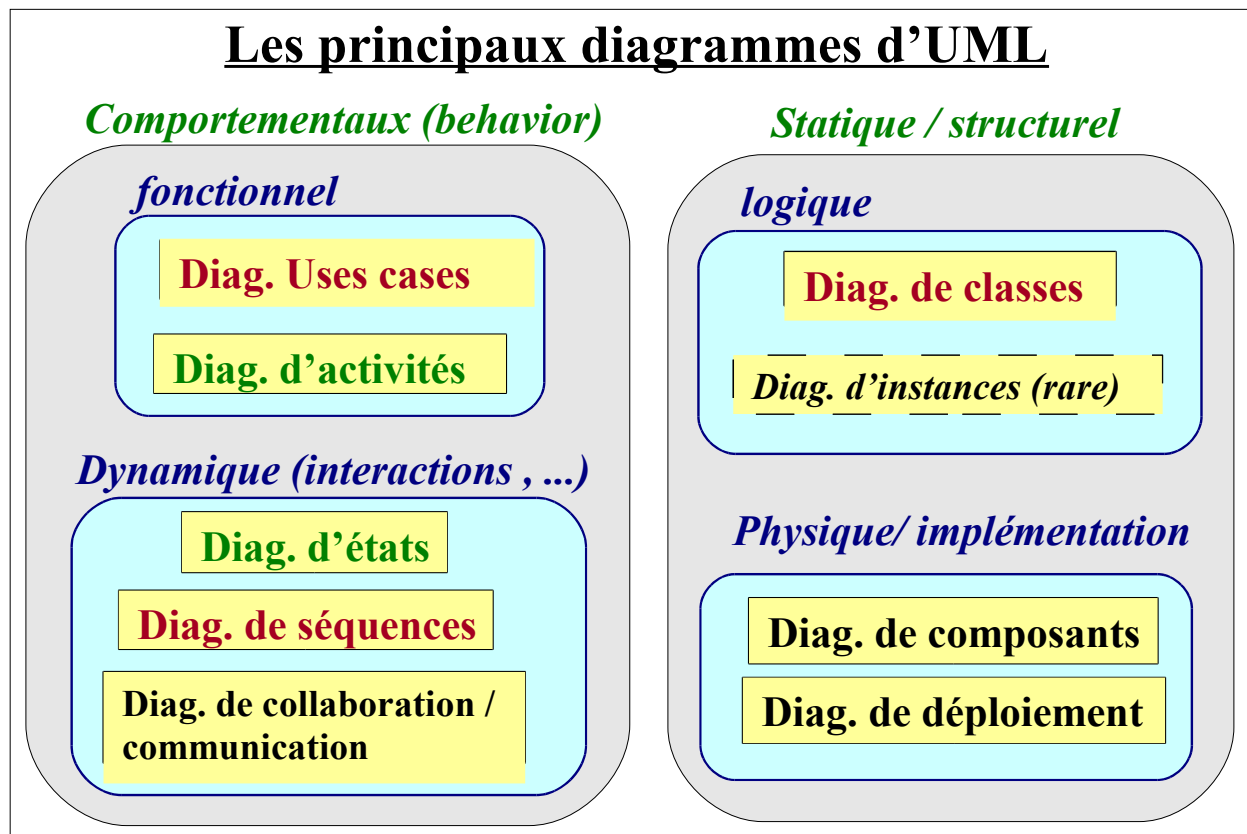 Les principaux diagrammes d’UML
Comportementaux (behavior)
fonctionnel
Diag. Uses cases
Diag. d’activités
Dynamique (interactions , ...)
Diag. d’états
Diag. de séquences
Diag. de collaboration /
communication
Statique / structurel
logique
Diag. de classes
Diag. d’instances (rare)
Physique/ implémentation
Diag. de composants
Diag. de déploiement